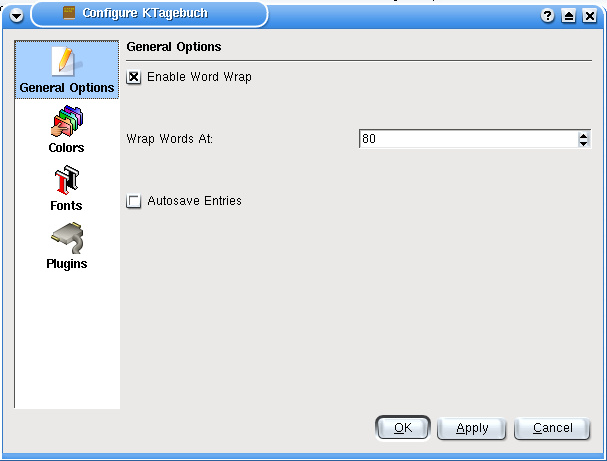 Configure KTagebuch
General Options
General Options
Enable Word Wrap
Colors
Wrap Words At:
80
Fonts
Autosave Entries
Plugins
OK
Apply
Cancel